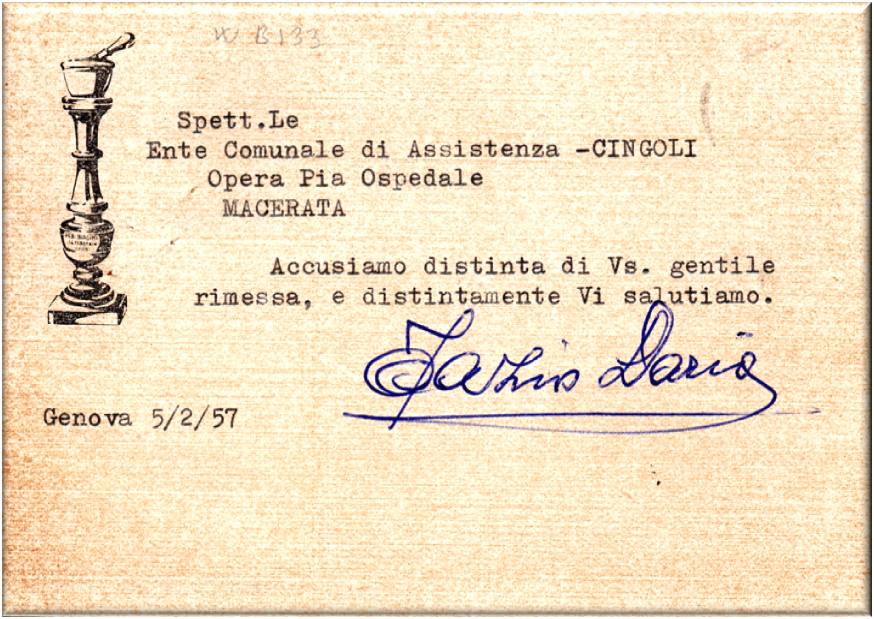 B133
Spett.Le
Ente Comunale di Assistenza -CINGOLI
Opera Pia Ospedale
MACERATA
Accusiamo distinta di Vs. gentile
rimessa, e distintamente Vi salutiamo.
Dario
Genova 5/2/57